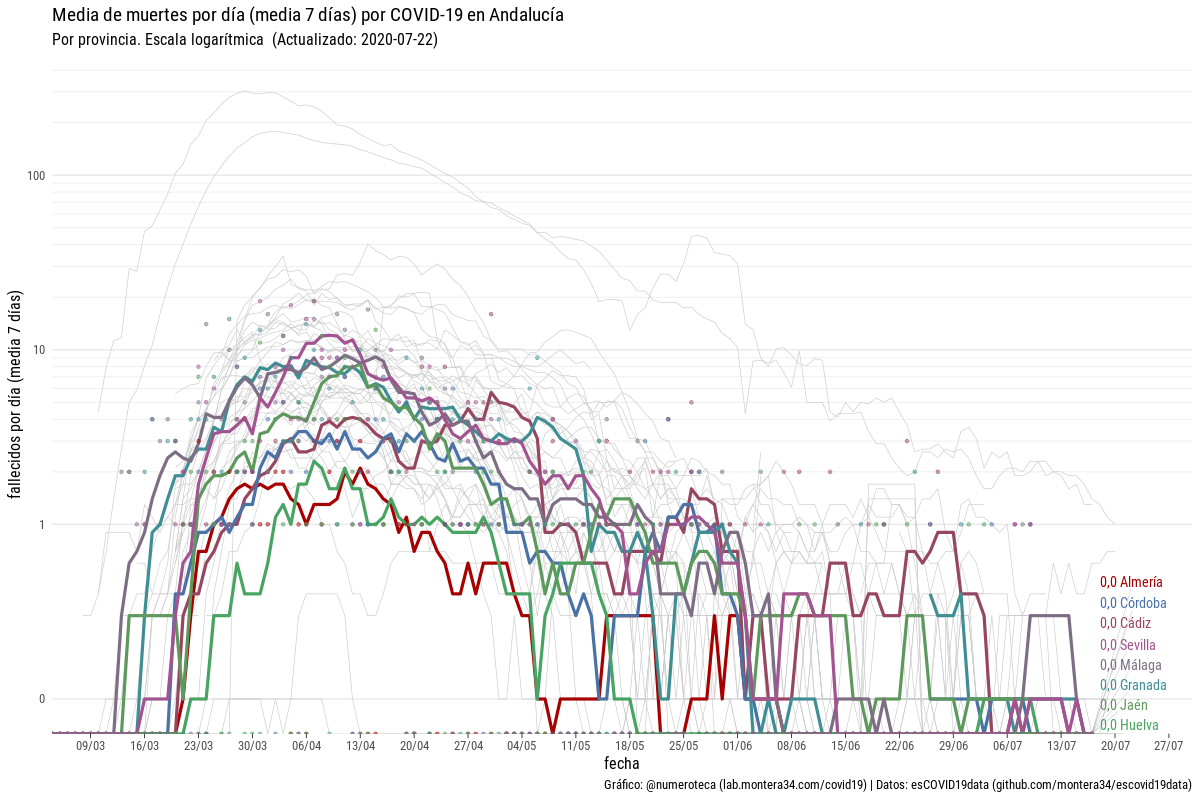 Media de muertes por día (media 7 días) por COVID-19 en Andalucía
Por provincia. Escala logarítmica  (Actualizado: 2020-07-22)
fallecidos por día (media  7 días)
100
10
1
0
0,0 Almería
0,0 Córdoba
0,0 Cádiz
0,0 Sevilla
0,0 Málaga
0,0 Granada
0,0 Jaén
0,0 Huelva
09/03 16/03 23/03 30/03 06/04 13/04 20/04 27/04 04/05 11/05 18/05 25/05 01/06 08/06 15/06 22/06 29/06 06/07 13/07 20/07 27/07
fecha
Gráfico: @numeroteca (lab.montera34.com/covid19) | Datos: esCOVID19data (github.com/montera34/escovid19data)